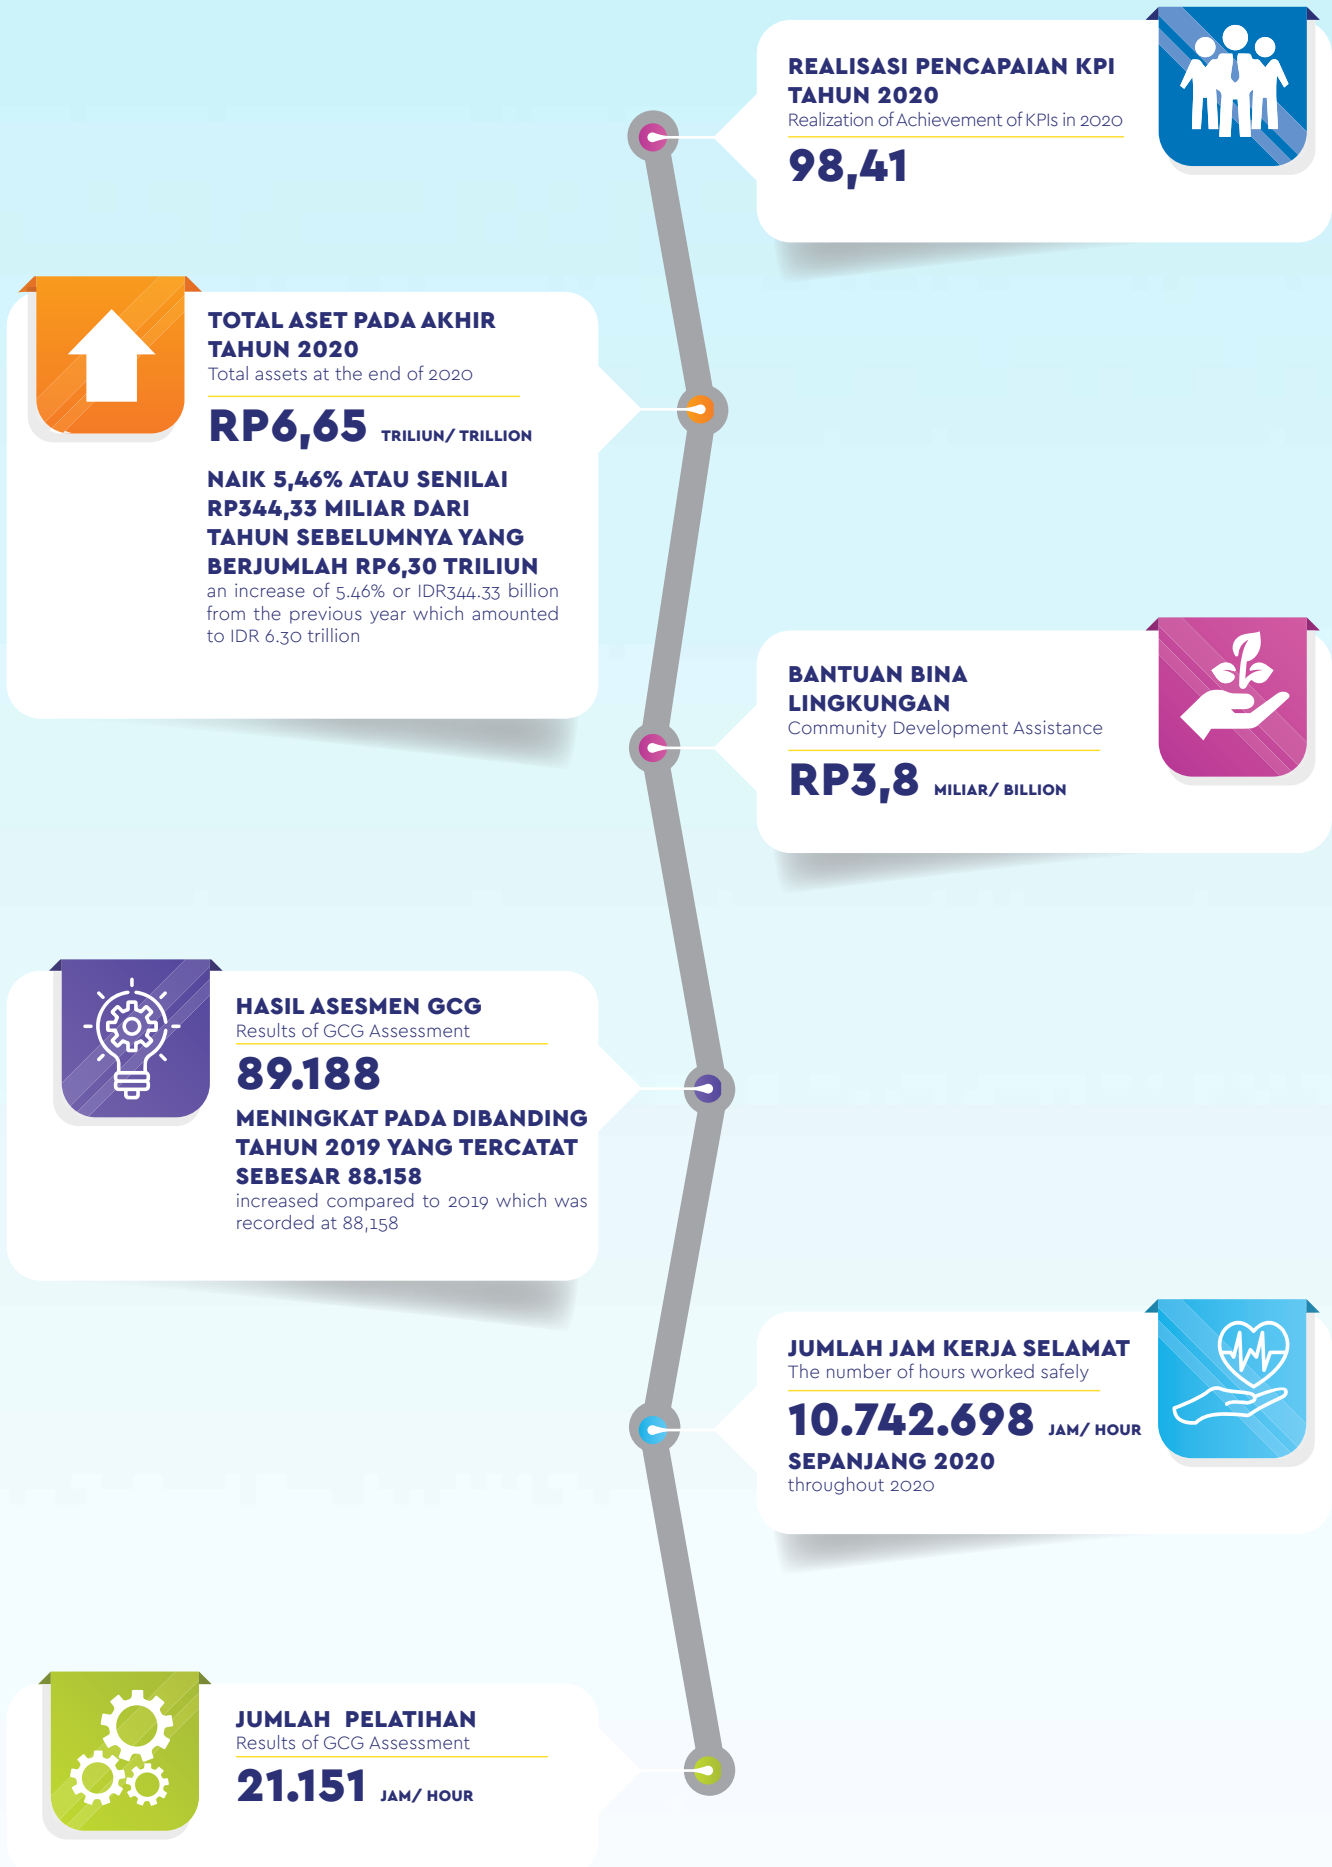 REALISASI PENCAPAIAN KPI
TAHUN 2020
Realization of Achievement of KPIs in 2020
98,41
TOTAL ASET PADA AKHIR
TAHUN 2020
Total assets at the end of 2020
RP6,65 TRILIUN/ TRILLION
NAIK 5,46% ATAU SENILAI
RP344,33 MILIAR DARI
TAHUN SEBELUMNYA YANG
BERJUMLAH RP6,30 TRILIUN
an increase of 5.46% or IDR344.33 billion
from the previous year which amounted
to IDR 6.30 trillion
BANTUAN BINA
LINGKUNGAN
Community Development Assistance
RP3,8 MILIAR/ BILLION
HASIL ASESMEN GCG
Results of GCG Assessment
89.188
MENINGKAT PADA DIBANDING
TAHUN 2019 YANG TERCATAT
SEBESAR 88.158
increased compared to 2019 which was
recorded at 88,158
JUMLAH JAM KERJA SELAMAT
The number of hours worked safely
10.742.698 JAM/ HOUR
SEPANJANG 2020
throughout 2020
JUMLAH PELATIHAN
Results of GCG Assessment
21.151 JAM/ HOUR